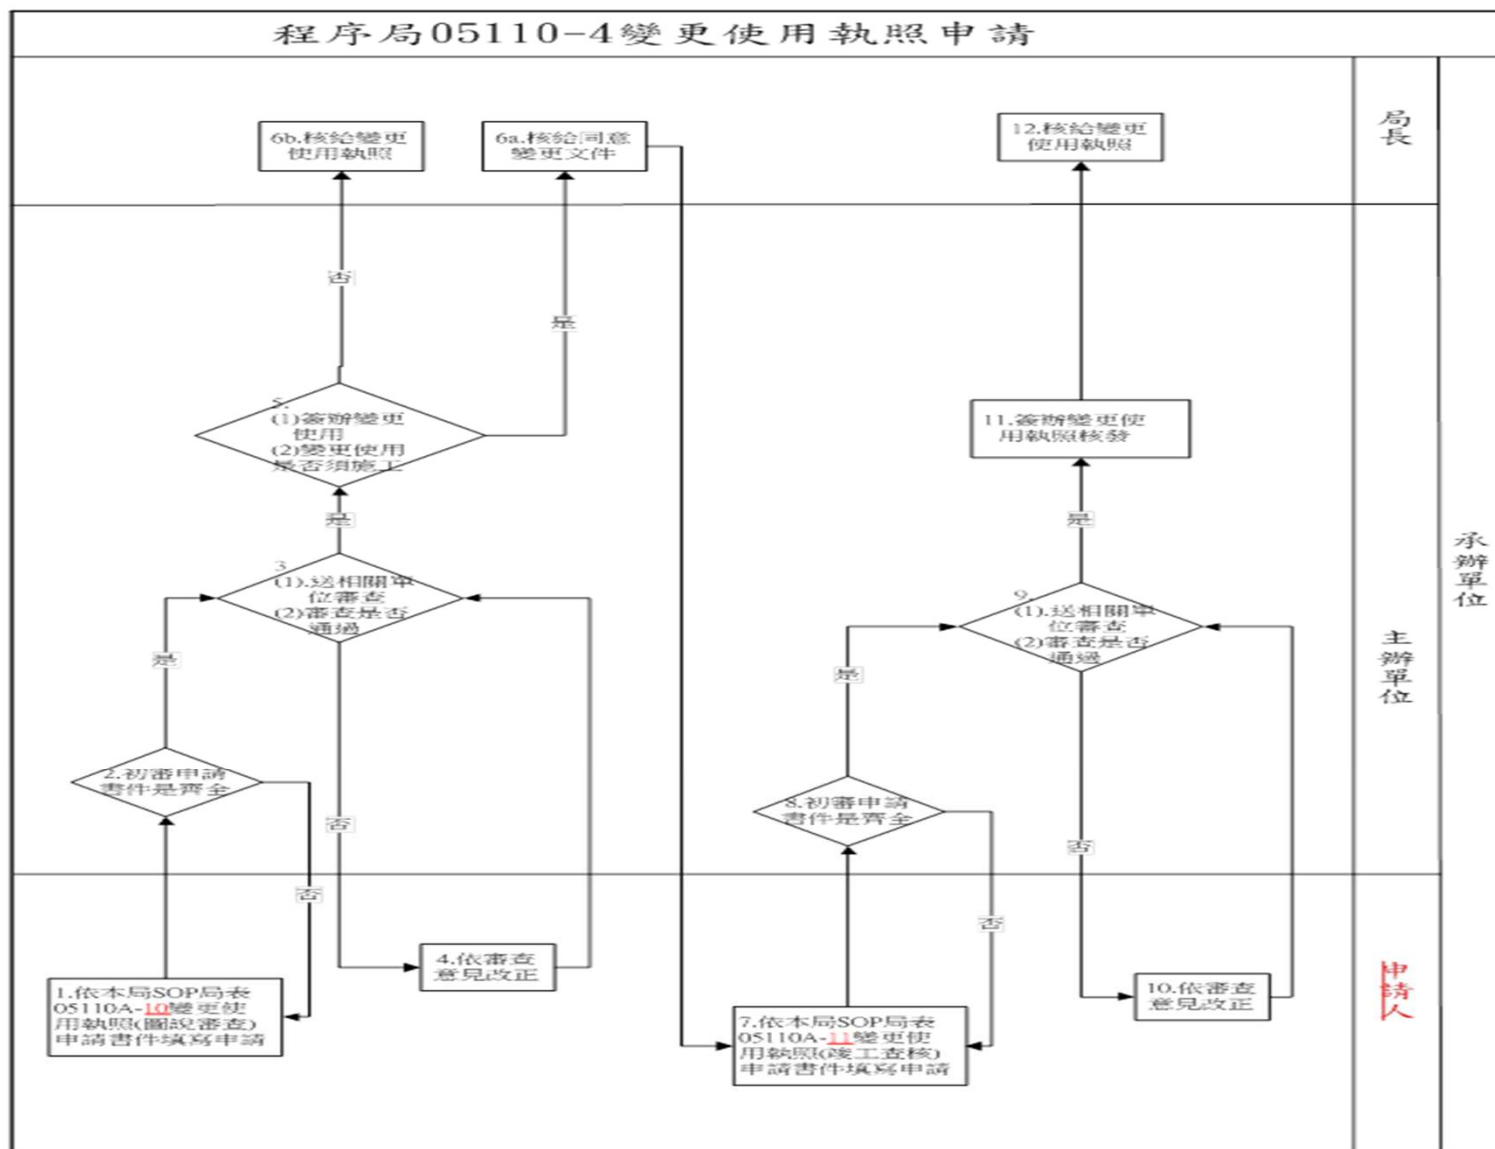 程序局05110-4變更使用執照申請
6b.核給變更
使用執照
6a.核給同意
變更文件
12.核給變更
使用執照
局長
否
是
5.
(1)簽辦變更
使用
(2)變更使用
是否須施工
11.簽辦變更使
用執照核發
是
是
3
(1).送相關單
位審查
(2)審查是否
通過
9.
(1).送相關單
位審查
(2)審查是否
通過
承辦單位
主辦單位
是
是
2.初審申請
書件是齊全
8.初審申請
書件是齊全
否
否
否
否
4.依審查
意見改正
10.依審查
意見改正
申請人
1.依本局SOP局表
05110A-10變更使
用執照(圖說審查)
申請書件填寫申請
7.依本局SOP局表
05110A-11變更使
用執照(竣工查核)
申請書件填寫申請